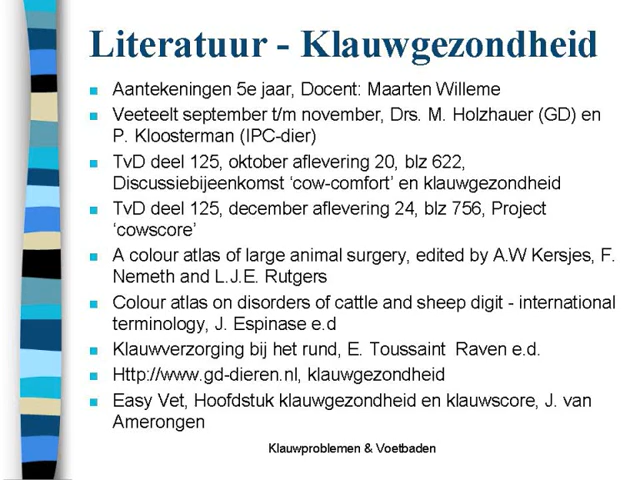 Literatuur - Klauwgezondheid
Aantekeningen 5e jaar, Docent: Maarten Willeme
Veeteelt september t/m november, Drs. M. Holzhauer (GD) en
P. Kloosterman (IPC-dier)
TvD deel 125, oktober aflevering 20, blz 622,
Discussiebijeenkomst ‘cow-comfort’ en klauwgezondheid
TvD deel 125, december aflevering 24, blz 756, Project
‘cowscore’
A colour atlas of large animal surgery, edited by A.W Kersjes, F.
Nemeth and L.J.E. Rutgers
Colour atlas on disorders of cattle and sheep digit - international
terminology, J. Espinase e.d
Klauwverzorging bij het rund, E. Toussaint Raven e.d.
Http://www.gd-dieren.nl, klauwgezondheid
Easy Vet, Hoofdstuk klauwgezondheid en klauwscore, J. van
Amerongen
Klauwproblemen & Voetbaden